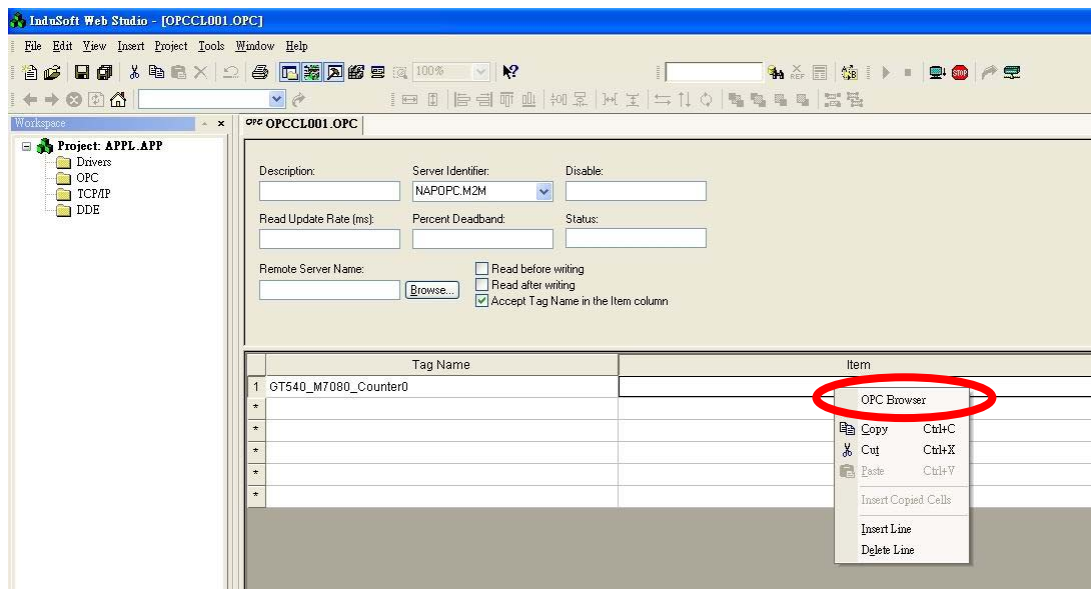 InduSoft Web Studio - [OPCCL001.OPC]
File Edit View Insert Project Tools Window Help
100%
REF
STOP
Workspace
OPC OPCCL001.OPC
Project: APPL.APP
Drivers
OPC
TCP/IP
DDE
Description: Server Identifier: Disable:
NAPOPC.M2M
Read Update Rate (ms): Percent Deadband: Status:
Remote Server Name:
Browse...
Read before writing
Read after writing
Accept Tag Name in the Item column
Tag Name Item
1 GT540_M7080_Counter0
*
*
*
*
*
OPC Browser
Copy Ctrl+C
Cut Ctrl+X
Paste Ctrl+V
Insert Copied Cells
Insert Line
Delete Line